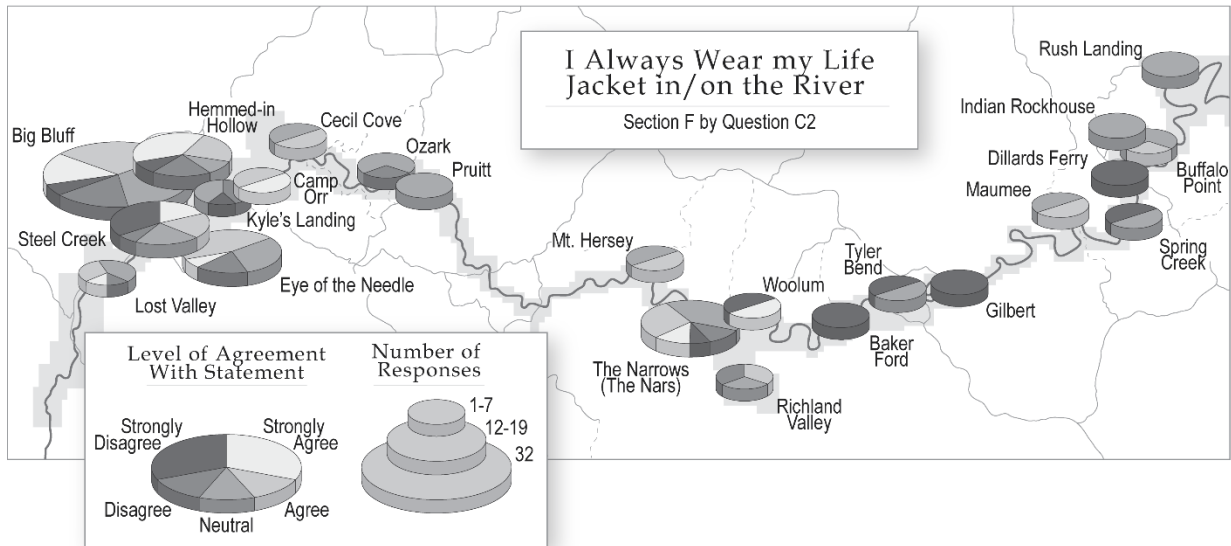 I Always Wear my Life
Jacket in/on the River
Section F by Question C2
Rush Landing
Indian Rockhouse
Dillards Ferry
Buffalo
Point
Maumee
Spring
Creek
Hemmed-in
Hollow
Cecil Cove
Big Bluff
Ozark
Pruitt
Camp
Orr
Kyle's Landing
Steel Creek
Eye of the Needle
Lost Valley
Mt. Hersey
Woolum
Tyler
Bend
Gilbert
Baker
Ford
The Narrows
(The Nars)
Richland
Valley
Level of Agreement
With Statement
Strongly
Disagree
Strongly
Agree
Disagree
Neutral
Agree
Number of
Responses
1-7
12-19
32